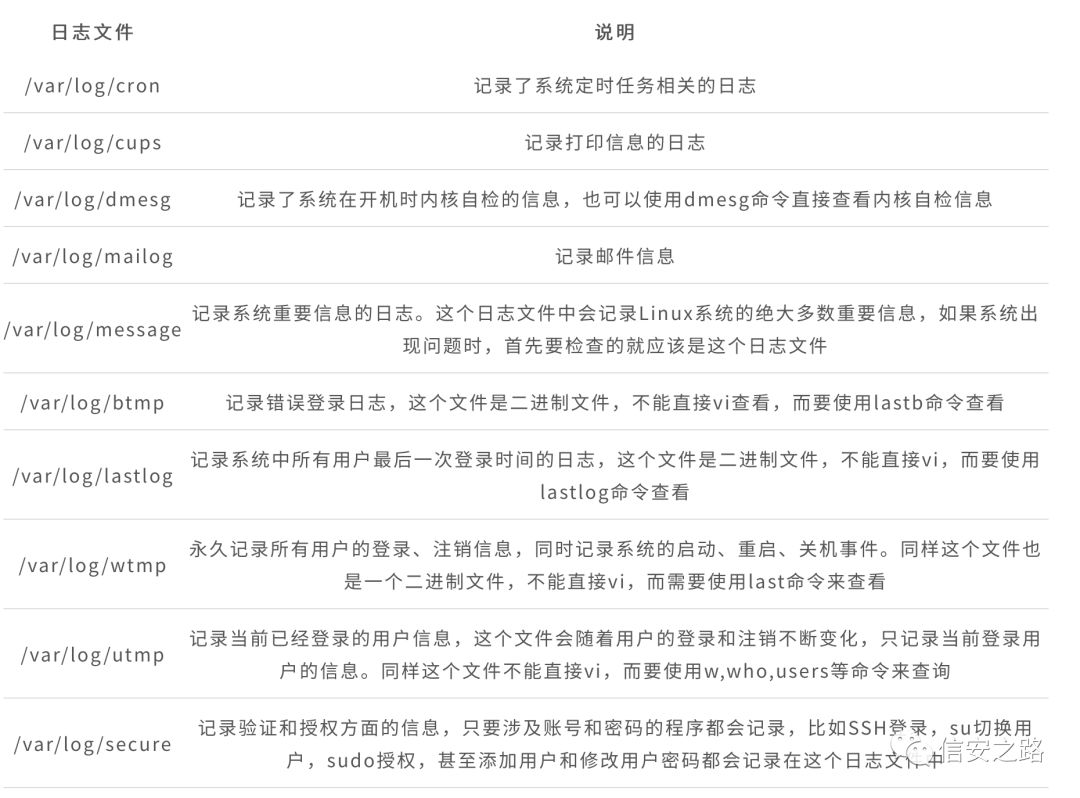 日志文件 说明
/var/log/cron 记录了系统定时任务相关的日志
/var/log/cups 记录打印信息的日志
/var/log/dmesg 记录了系统在开机时内核自检的信息，也可以使用dmesg命令直接查看内核自检信息
/var/log/mailog 记录邮件信息
/var/log/message 记录系统重要信息的日志。这个日志文件中会记录Linux系统的绝大多数重要信息，如果系统出
现问题时，首先要检查的就应该是这个日志文件
/var/log/btmp 记录错误登录日志，这个文件是二进制文件，不能直接vi查看，而要使用lastb命令查看
/var/log/lastlog 记录系统中所有用户最后一次登录时间的日志，这个文件是二进制文件，不能直接vi，而要使用
lastlog命令查看
/var/log/wtmp 永久记录所有用户的登录、注销信息，同时记录系统的启动、重启、关机事件。同样这个文件也
是一个二进制文件，不能直接vi，而需要使用last命令来查看
/var/log/utmp 记录当前已经登录的用户信息，这个文件会随着用户的登录和注销不断变化，只记录当前登录用
户的信息。同样这个文件不能直接vi，而要使用w,who,users等命令来查询
/var/log/secure 记录验证和授权方面的信息，只要涉及账号和密码的程序都会记录，比如SSH登录，su切换用
户，sudo授权，甚至添加用户和修改用户密码都会记录在这个日志文件中
信安之路